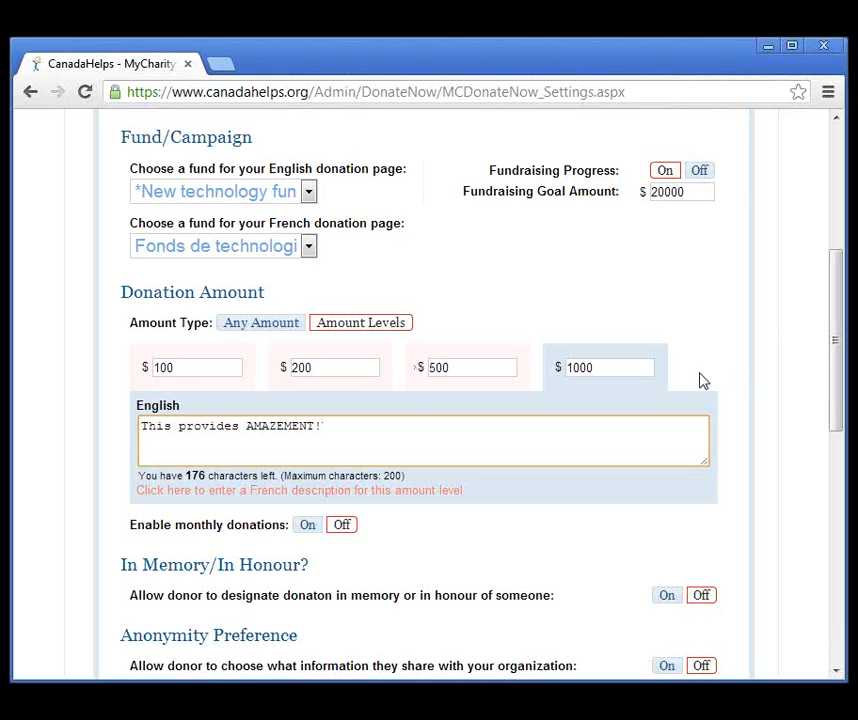 CanadaHelps - MyCharity
https://www.canadahelps.org/Admin/DonateNow/MCDonateNow_Settings.aspx
Fund/Campaign
Choose a fund for your English donation page:
Fundraising Progress: On Off
*New technology fun
Fundraising Goal Amount: $ 20000
Choose a fund for your French donation page:
Fonds de technologi
Donation Amount
Amount Type: Any Amount Amount Levels
$ 100 $ 200 $ 500 $ 1000
English
This provides AMAZEMENT!
You have 176 characters left. (Maximum characters: 200)
Click here to enter a French description for this amount level
Enable monthly donations: On Off
In Memory/In Honour?
Allow donor to designate donaton in memory or in honour of someone: On Off
Anonymity Preference
Allow donor to choose what information they share with your organization: On Off